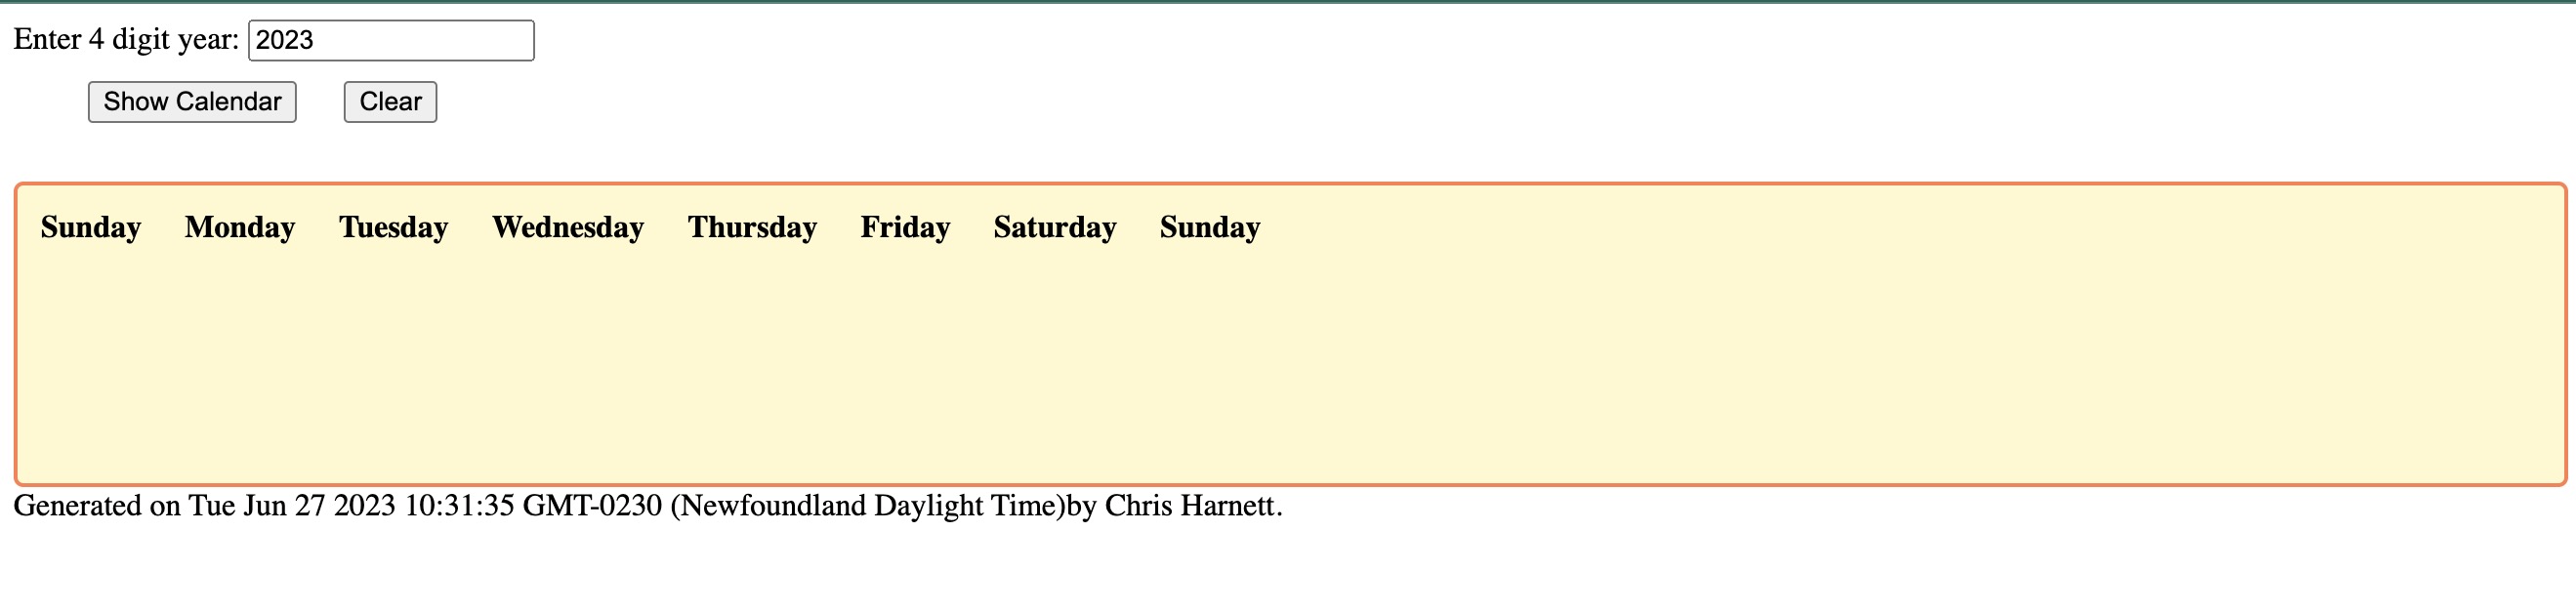 Enter 4 digit year: 2023
Show Calendar Clear
Sunday Monday Tuesday Wednesday Thursday Friday Saturday Sunday
Generated on Tue Jun 27 2023 10:31:35 GMT-0230 (Newfoundland Daylight Time)by Chris Harnett.